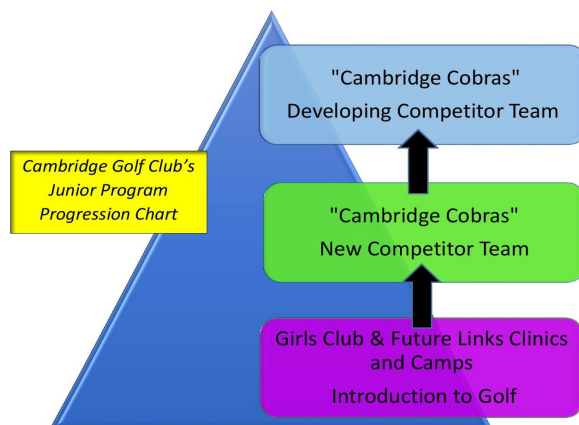 "Cambridge Cobras"
Developing Competitor Team
Cambridge Golf Club's
Junior Program
Progression Chart
"Cambridge Cobras"
New Competitor Team
Girls Club & Future Links Clinics
and Camps
Introduction to Golf